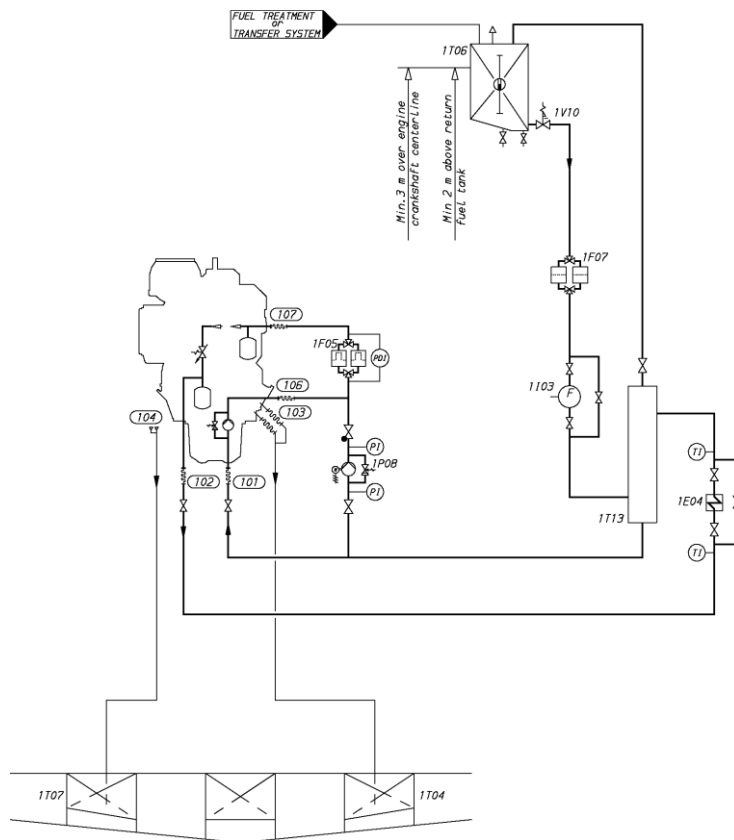 FUEL TREATMENT
or
TRANSFER SYSTEM
1T06
1V10
Min.3 m over engine
crankshaft centerline
Min 2 m above return
fuel tank
1F07
107
1F05
PDI
106
103
1I03
F
104
PI
1P08
TI
102
101
PI
1E04
1T13
TI
1T07
1T04